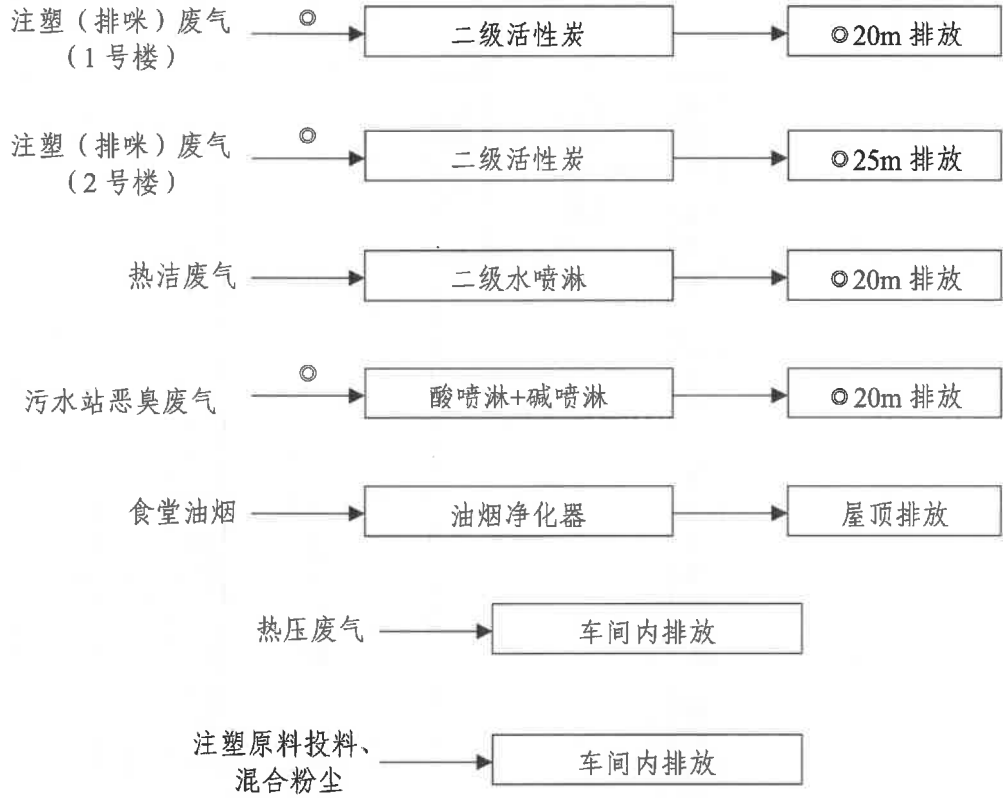 注塑（排咪）废气
（1号楼）
◎
二级活性炭
◎20m 排放
注塑（排咪）废气
（2号楼）
◎
二级活性炭
◎25m 排放
热洁废气
二级水喷淋
◎20m 排放
污水站恶臭废气
◎
酸喷淋+碱喷淋
◎20m 排放
食堂油烟
油烟净化器
屋顶排放
热压废气
车间内排放
注塑原料投料、
混合粉尘
车间内排放